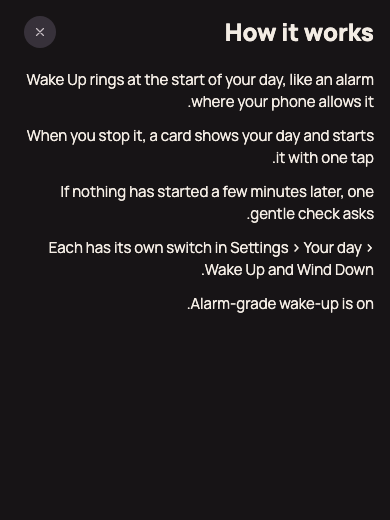 How it works
Wake Up rings at the start of your day, like an alarm
where your phone allows it.
When you stop it, a card shows your day and starts
it with one tap.
If nothing has started a few minutes later, one
gentle check asks.
Each has its own switch in Settings › Your day ›
Wake Up and Wind Down.
Alarm-grade wake-up is on.